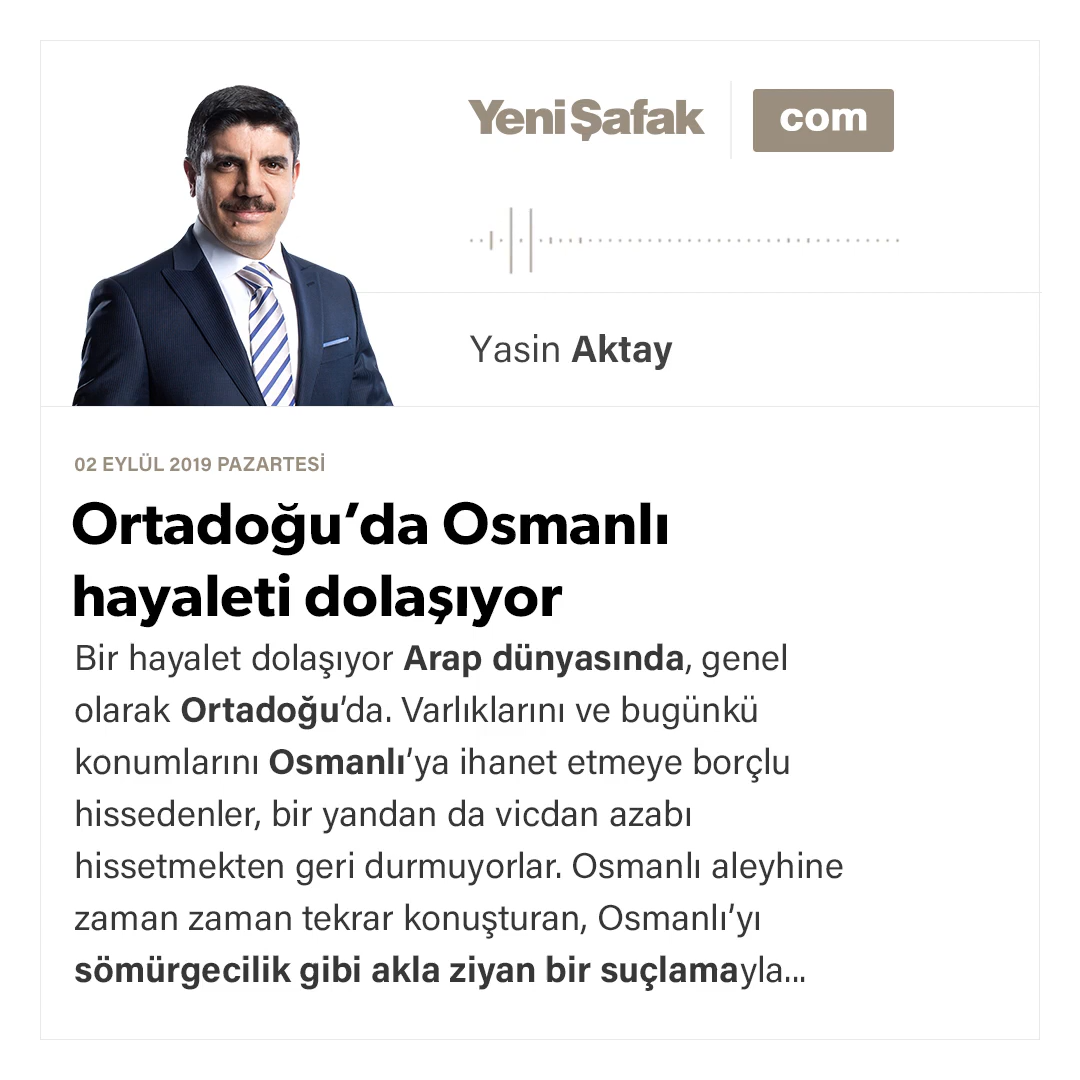 YeniŞafak com
Yasin Aktay
02 EYLÜL 2019 PAZARTESİ
Ortadoğu’da Osmanlı
hayaleti dolaşıyor
Bir hayalet dolaşıyor Arap dünyasında, genel
olarak Ortadoğu’da. Varlıklarını ve bugünkü
konumlarını Osmanlı’ya ihanet etmeye borçlu
hissedenler, bir yandan da vicdan azabı
hissetmekten geri durmuyorlar. Osmanlı aleyhine
zaman zaman tekrar konuşturan, Osmanlı’yı
sömürgecilik gibi akla ziyan bir suçlamayla...